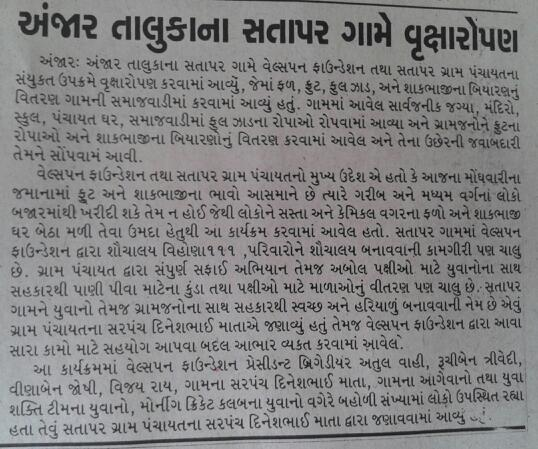 અંજાર તાલુકાના સતાપર ગામે વૃક્ષારોપણ
અંજારઃ અંજાર તાલુકાના સતાપર ગામે વેલ્સપન ફાઉન્ડેશન તથા સતાપર ગ્રામ પંચાયતના
સંયુક્ત ઉપક્રમે વૃક્ષારોપણ કરવામાં આવ્યું, જેમાં ફળ, ફ્રુટ, ફુલ ઝાડ, અને શાકભાજીના બિયારણનું
વિતરણ ગામની સમાજવાડીમાં કરવામાં આવ્યું હતું. ગામમાં આવેલ સાર્વજનીક જગ્યા, મંદિરો,
સ્કુલ, પંચાયત ઘર, સમાજવાડીમાં ફુલ ઝાડના રોપાઓ રોપવામાં આવ્યા અને ગ્રામજનોને ફ્રુટના
રોપાઓ અને શાકભાજીના બિયારણોનું વિતરણ કરવામાં આવેલ અને તેના ઉછેરની જવાબદારી
તેમને સોંપવામાં આવી.
વેલ્સપન ફાઉન્ડેશન તથા સતાપર ગ્રામ પંચાયતનો મુખ્ય ઉદેશ એ હતો કે આજના મોઘવારીના
જમાનામાં ફ્રુટ અને શાકભાજીના ભાવો આસમાને છે ત્યારે ગરીબ અને મધ્યમ વર્ગનાં લોકો
બજારમાંથી ખરીદી શકે તેમ ન હોઈ જેથી લોકોને સસ્તા અને કેમિકલ વગરના ફળો અને શાકભાજી
ઘર બેઠા મળી તેવા ઉમદા હેતુથી આ કાર્યક્રમ કરવામાં આવેલ હતો. સતાપર ગામમાં વેલ્સપન
ફાઉન્ડેશન દ્વારા શૌચાલય વિહોણા૧૧૧ ,પરિવારોને શૌચાલય બનાવવાની કામગીરી પણ ચાલુ
છે. ગ્રામ પંચાયત દ્વારા સંપુર્ણ સફાઈ અભિયાન તેમજ અબોલ પક્ષીઓ માટે યુવાનોના સાથ
સહકારથી પાણી પીવા માટેના કુંડા તથા પક્ષીઓ માટે માળાઓનું વીતરણ પણ ચાલુ છે. સતાપર
ગામને યુવાનો તેમજ ગ્રામજનોના સાથ સહકારથી સ્વચ્છ અને હરિયાળું બનાવવાની નેમ છે એવું
ગ્રામ પંચાયતના સરપંચ દિનેશભાઈ માતાએ જણાવ્યું હતું તેમજ વેલ્સપન ફાઉન્ડેશન દ્વારા આવા
સારા કામો માટે સહયોગ આપવા બદલ આભાર વ્યકત કરવામાં આવેલ.
આ કાર્યક્રમમાં વેલ્સપન ફાઉન્ડેશન પ્રેસીડન્ટ બ્રિગેડીયર અતુલ વાહી, રૂચીબેન ત્રીવેદી,
વીણાબેન જોષી, વિજય રાય, ગામના સરપંચ દિનેશભાઈ માતા, ગામના આગેવાનો તથા યુવા
શક્તિ ટીમના યુવાનો, મોર્નીંગ ક્રિકેટ કલબના યુવાનો વગેરે બહોળી સંખ્યામાં લોકો ઉપસ્થિત રહ્યા
હતા તેવું સતાપર ગ્રામ પંચાયતના સરપંચ દિનેશભાઈ માતા દ્વારા જણાવવામાં આવ્યું